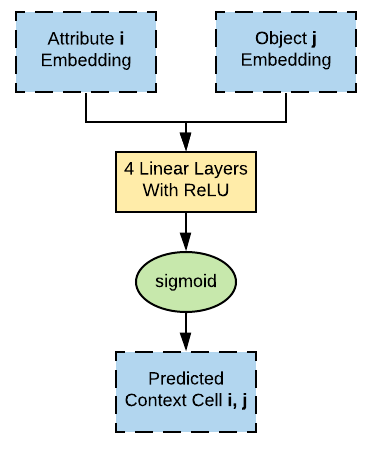 Attribute i
Embedding
Object j
Embedding
4 Linear Layers
With ReLU
sigmoid
Predicted
Context Cell i, j